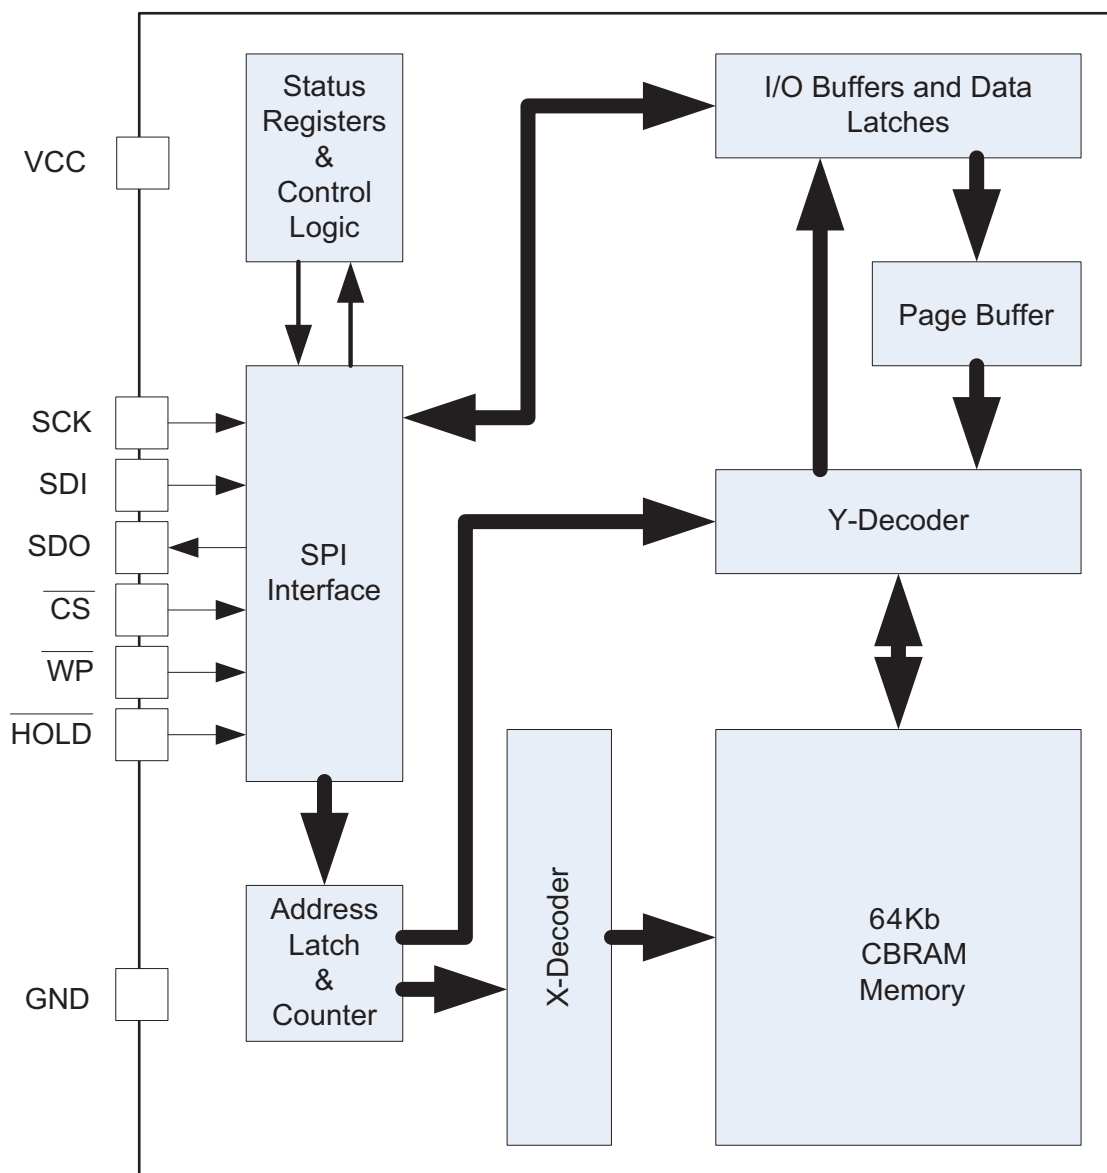 Status
Registers
&
Control
Logic
I/O Buffers and Data
Latches
VCC
Page Buffer
SCK
SDI
SDO
CS
WP
HOLD
SPI
Interface
Y-Decoder
Address
Latch
&
Counter
X-Decoder
64Kb
CBRAM
Memory
GND